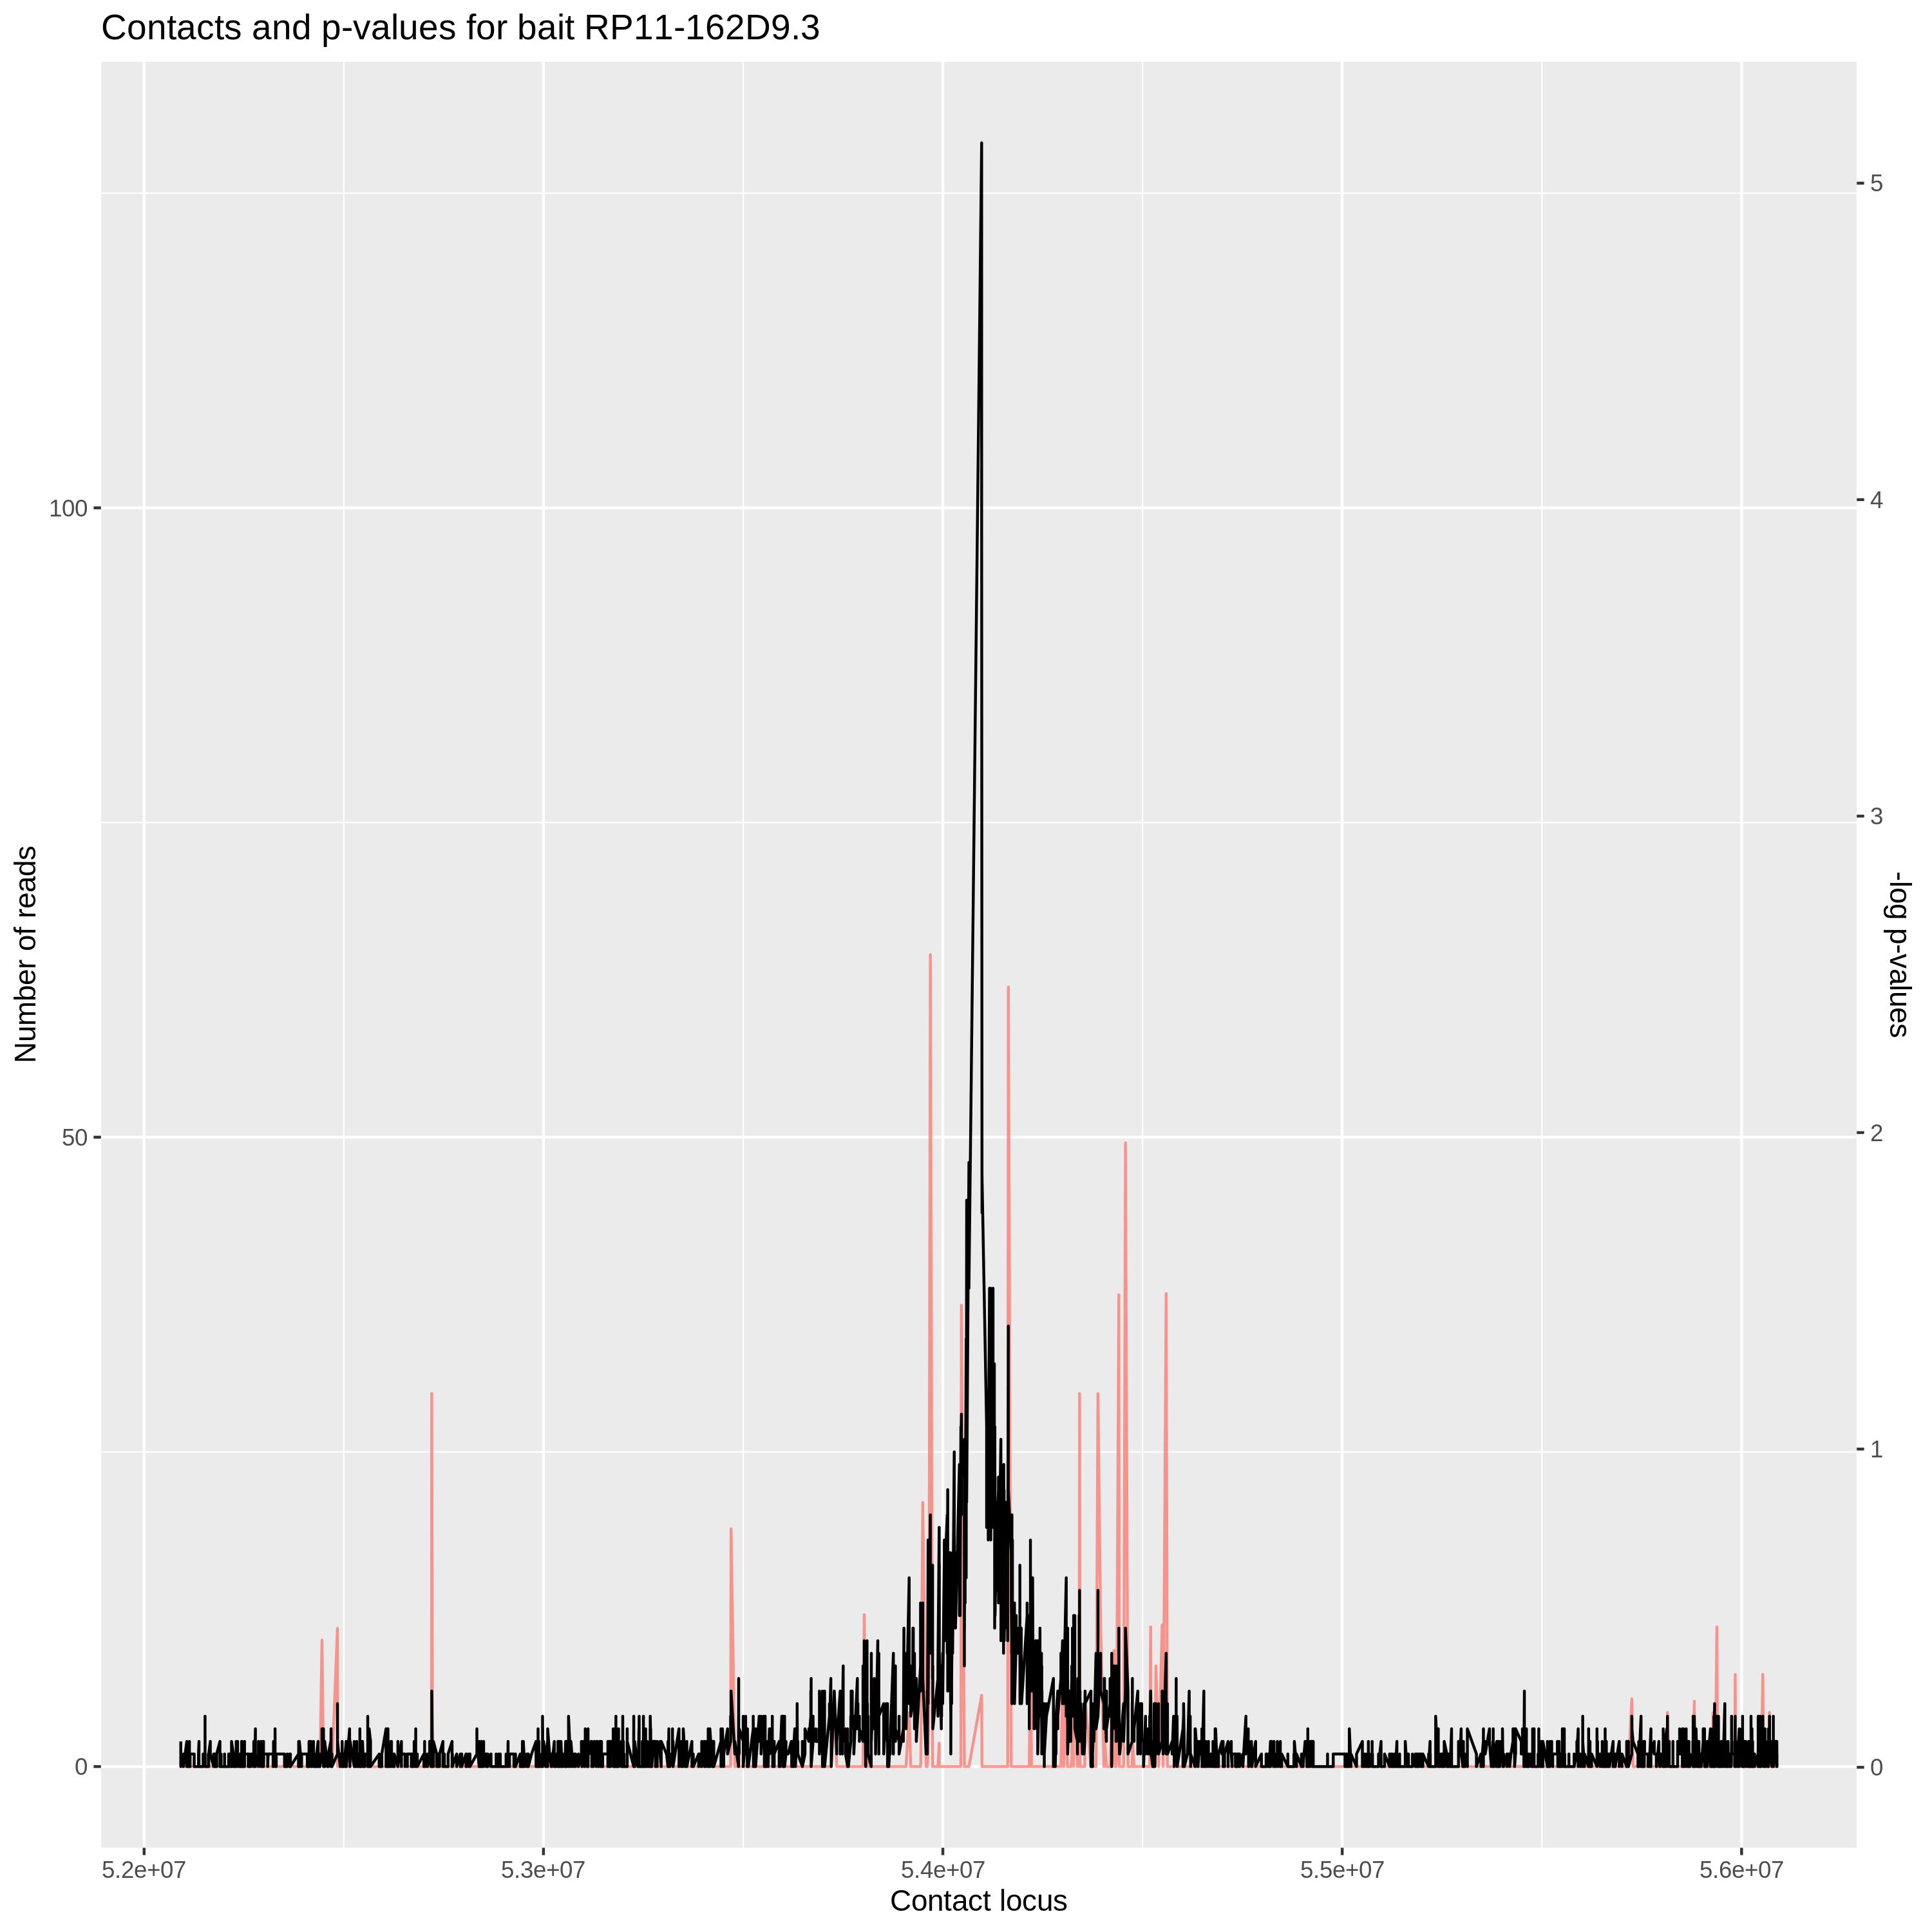 Contacts and p-values for bait RP11-162D9.3
Number of reads
100
50
0
5
4
3
2
1
0
-log p-values
5.2e+07
5.3e+07
5.4e+07
5.5e+07
5.6e+07
Contact locus